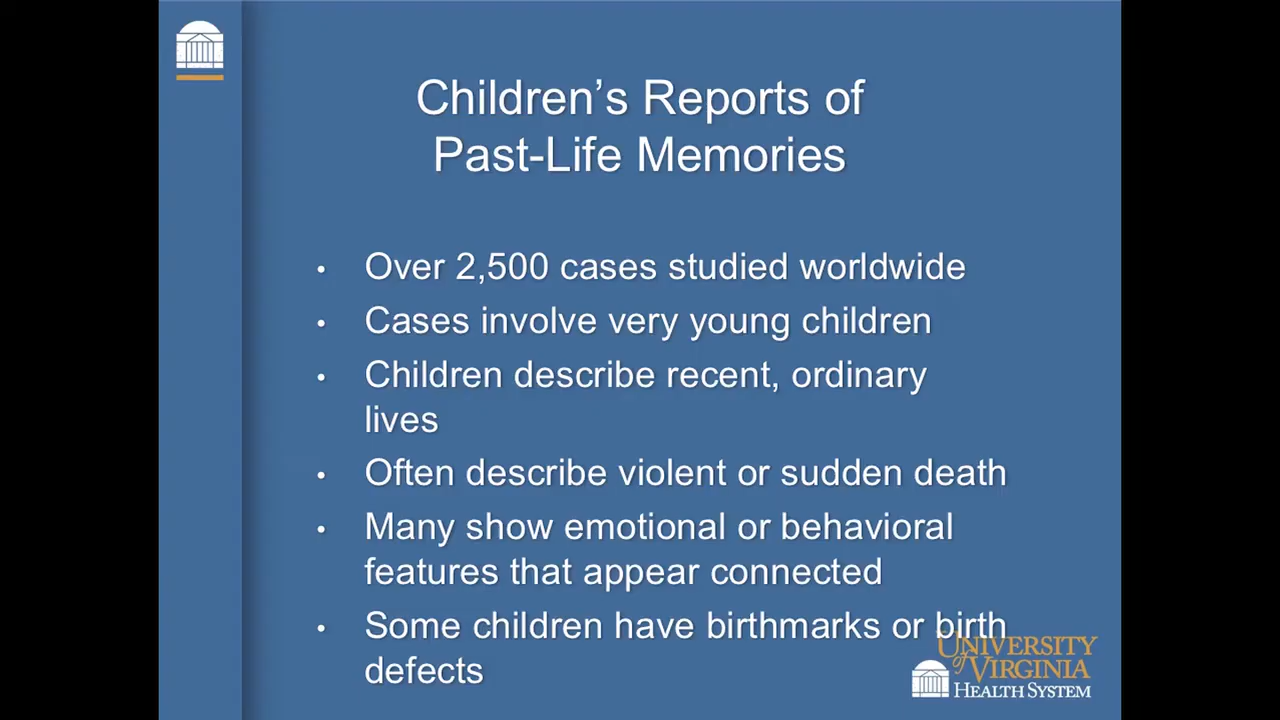 Children’s Reports of
Past-Life Memories
• Over 2,500 cases studied worldwide
• Cases involve very young children
• Children describe recent, ordinary
lives
• Often describe violent or sudden death
• Many show emotional or behavioral
features that appear connected
• Some children have birthmarks or birth
defects
UNIVERSITY
of VIRGINIA
HEALTH SYSTEM